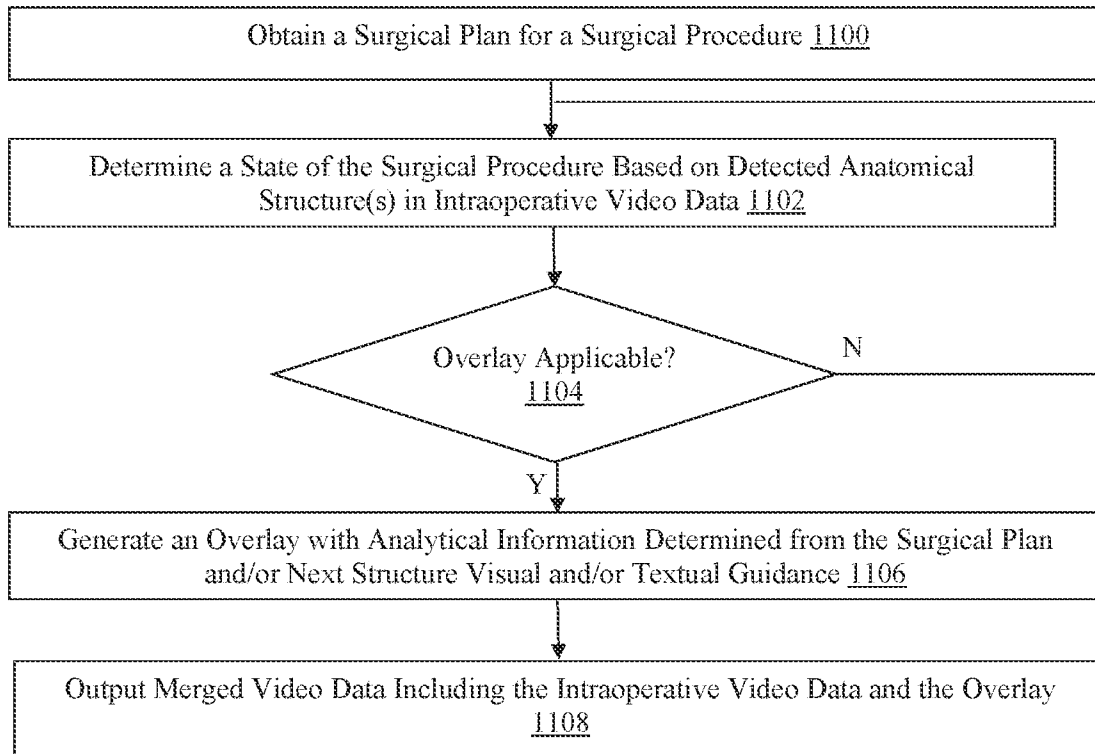 Obtain a Surgical Plan for a Surgical Procedure 1100
Determine a State of the Surgical Procedure Based on Detected Anatomical
Structure(s) in Intraoperative Video Data 1102
Overlay Applicable?
1104
N
Y
Generate an Overlay with Analytical Information Determined from the Surgical Plan
and/or Next Structure Visual and/or Textual Guidance 1106
Output Merged Video Data Including the Intraoperative Video Data and the Overlay
1108